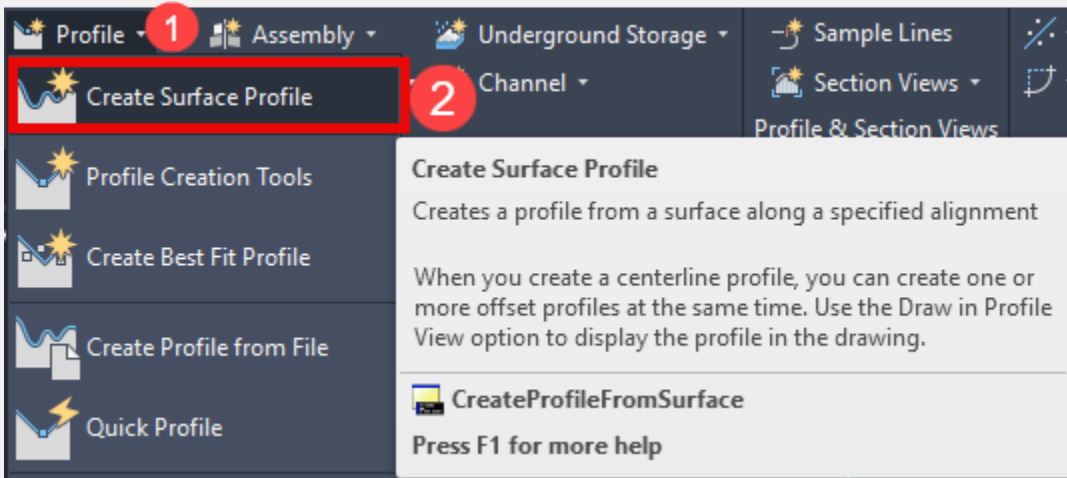 Profile
1
Assembly
Underground Storage
Sample Lines
Create Surface Profile
2
Channel
Section Views
Profile & Section Views
Profile Creation Tools
Create Best Fit Profile
Create Profile from File
Quick Profile
Create Surface Profile
Creates a profile from a surface along a specified alignment
When you create a centerline profile, you can create one or
more offset profiles at the same time. Use the Draw in Profile
View option to display the profile in the drawing.
CreateProfileFromSurface
Press F1 for more help